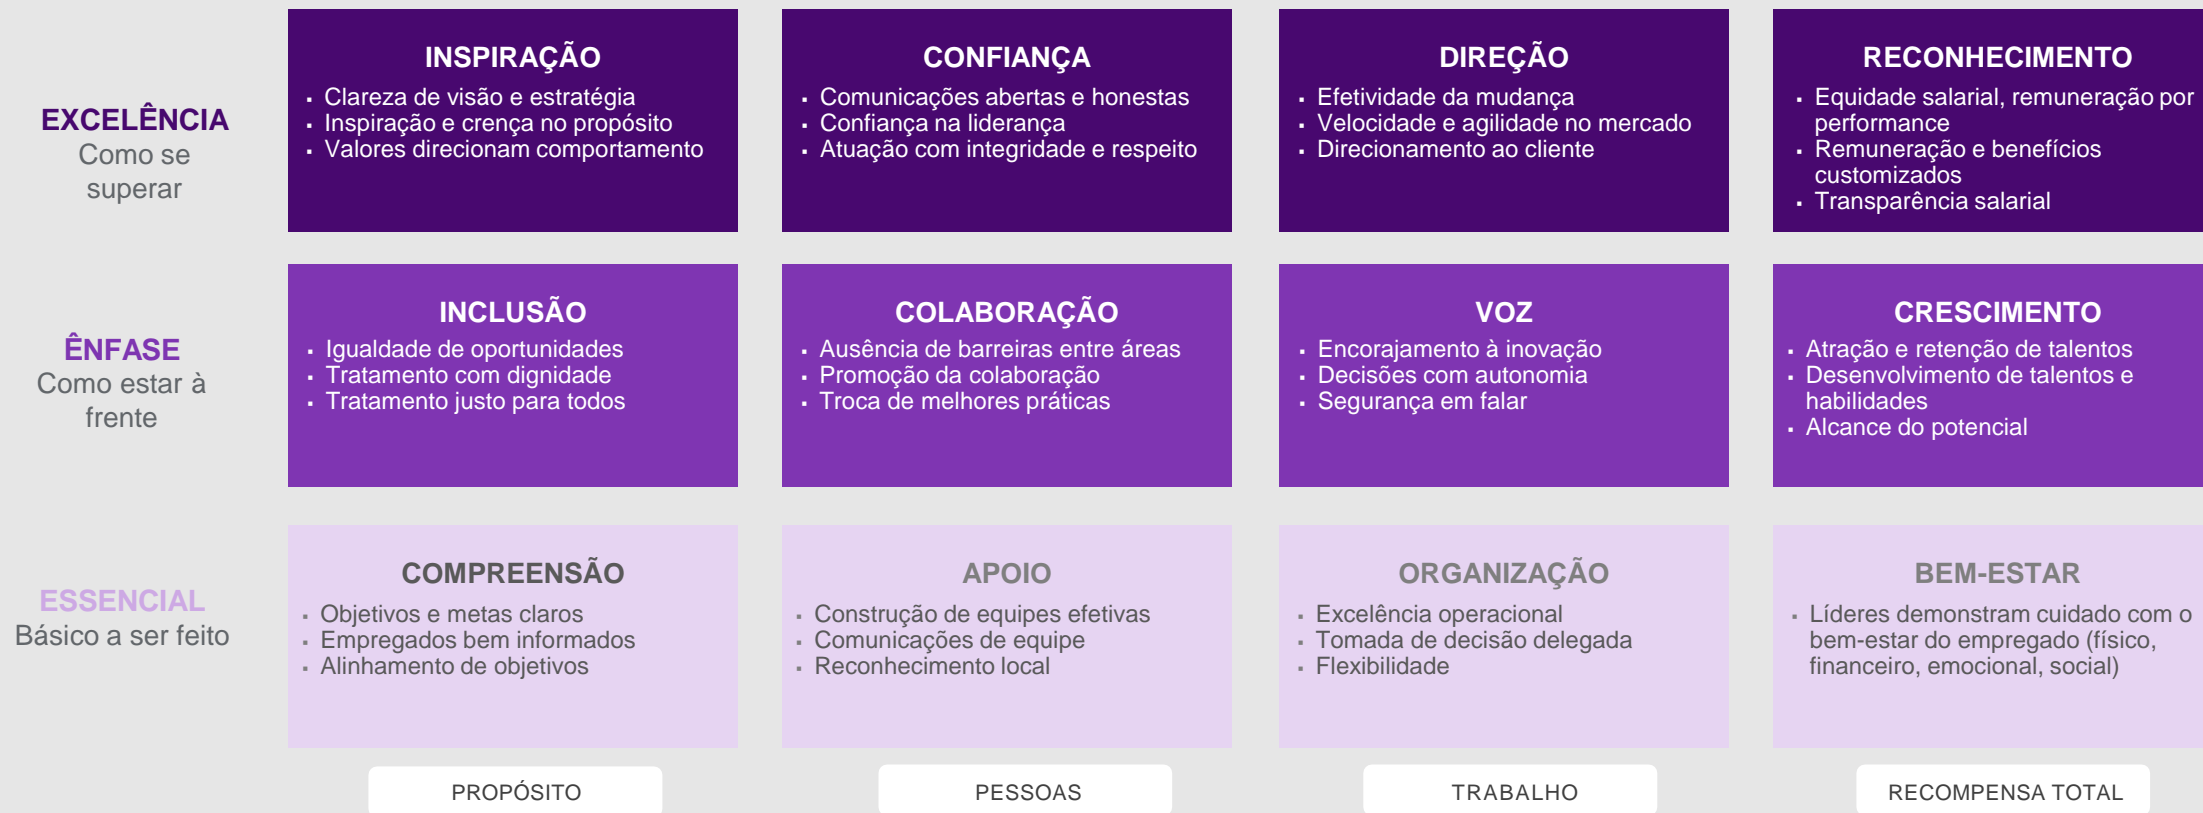 EXCELÊNCIA
Como se
superar
INSPIRAÇÃO
▪ Clareza de visão e estratégia
▪ Inspiração e crença no propósito
▪ Valores direcionam comportamento
CONFIANÇA
▪ Comunicações abertas e honestas
▪ Confiança na liderança
▪ Atuação com integridade e respeito
DIREÇÃO
▪ Efetividade da mudança
▪ Velocidade e agilidade no mercado
▪ Direcionamento ao cliente
RECONHECIMENTO
▪ Equidade salarial, remuneração por
performance
▪ Remuneração e benefícios
customizados
▪ Transparência salarial
ÊNFASE
Como estar à
frente
INCLUSÃO
▪ Igualdade de oportunidades
▪ Tratamento com dignidade
▪ Tratamento justo para todos
COLABORAÇÃO
▪ Ausência de barreiras entre áreas
▪ Promoção da colaboração
▪ Troca de melhores práticas
VOZ
▪ Encorajamento à inovação
▪ Decisões com autonomia
▪ Segurança em falar
CRESCIMENTO
▪ Atração e retenção de talentos
▪ Desenvolvimento de talentos e
habilidades
▪ Alcance do potencial
ESSENCIAL
Básico a ser feito
COMPREENSÃO
▪ Objetivos e metas claros
▪ Empregados bem informados
▪ Alinhamento de objetivos
APOIO
▪ Construção de equipes efetivas
▪ Comunicações de equipe
▪ Reconhecimento local
ORGANIZAÇÃO
▪ Excelência operacional
▪ Tomada de decisão delegada
▪ Flexibilidade
BEM-ESTAR
▪ Líderes demonstram cuidado com o
bem-estar do empregado (físico,
financeiro, emocional, social)
PROPÓSITO
PESSOAS
TRABALHO
RECOMPENSA TOTAL